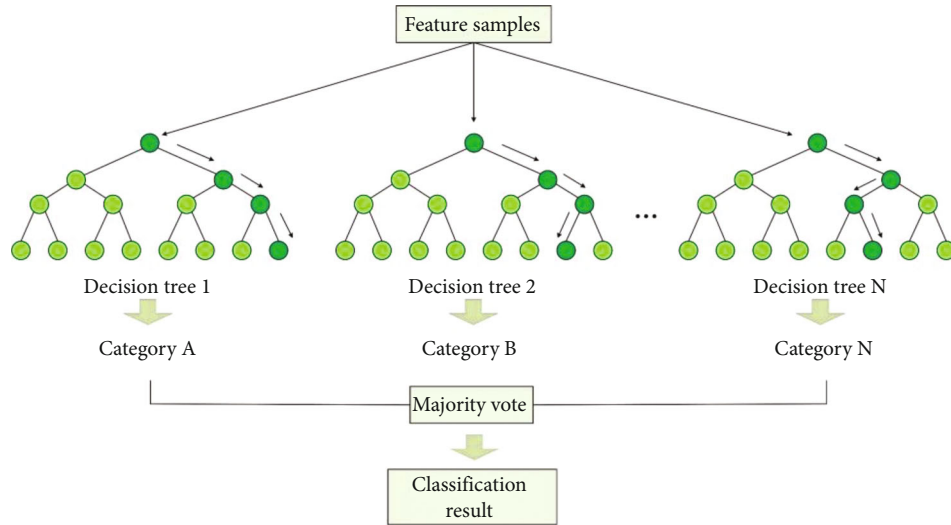 Feature samples
...
Decision tree 1
Decision tree 2
Decision tree N
Category A
Category B
Category N
Majority vote
Classification
result